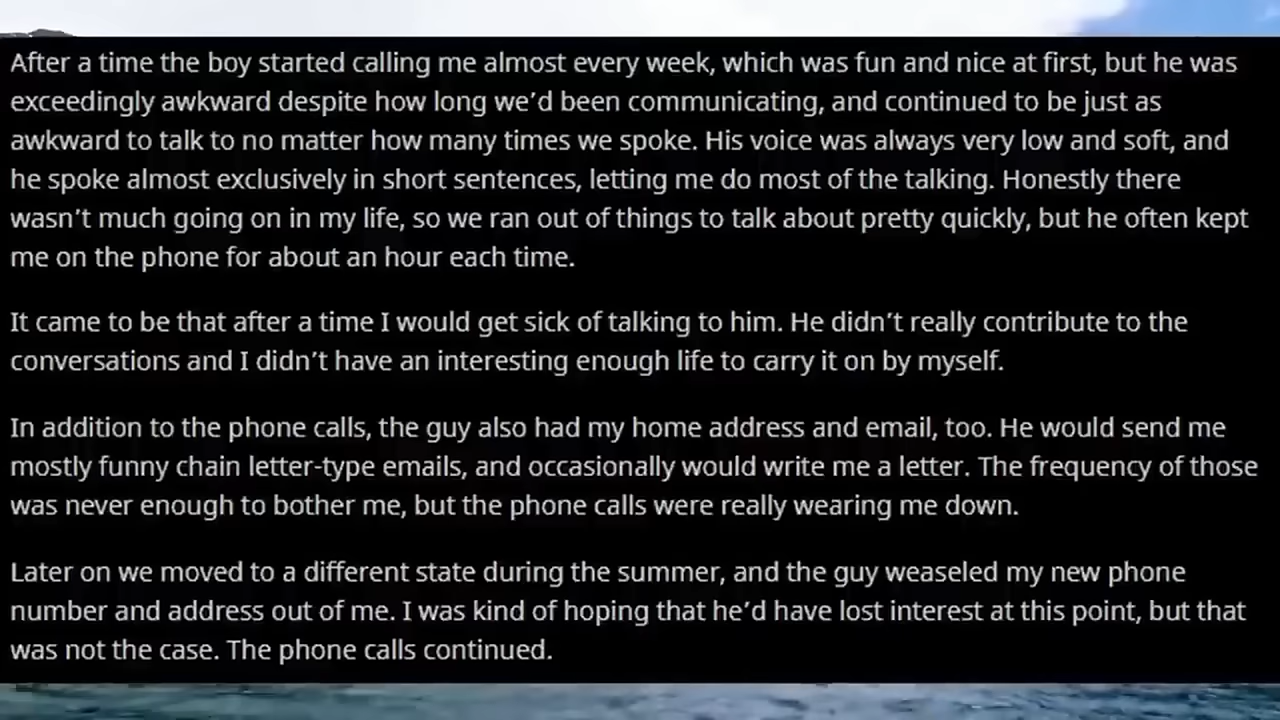 After a time the boy started calling me almost every week, which was fun and nice at first, but he was
exceedingly awkward despite how long we’d been communicating, and continued to be just as
awkward to talk to no matter how many times we spoke. His voice was always very low and soft, and
he spoke almost exclusively in short sentences, letting me do most of the talking. Honestly there
wasn’t much going on in my life, so we ran out of things to talk about pretty quickly, but he often kept
me on the phone for about an hour each time.
It came to be that after a time I would get sick of talking to him. He didn’t really contribute to the
conversations and I didn’t have an interesting enough life to carry it on by myself.
In addition to the phone calls, the guy also had my home address and email, too. He would send me
mostly funny chain letter-type emails, and occasionally would write me a letter. The frequency of those
was never enough to bother me, but the phone calls were really wearing me down.
Later on we moved to a different state during the summer, and the guy weaseled my new phone
number and address out of me. I was kind of hoping that he’d have lost interest at this point, but that
was not the case. The phone calls continued.